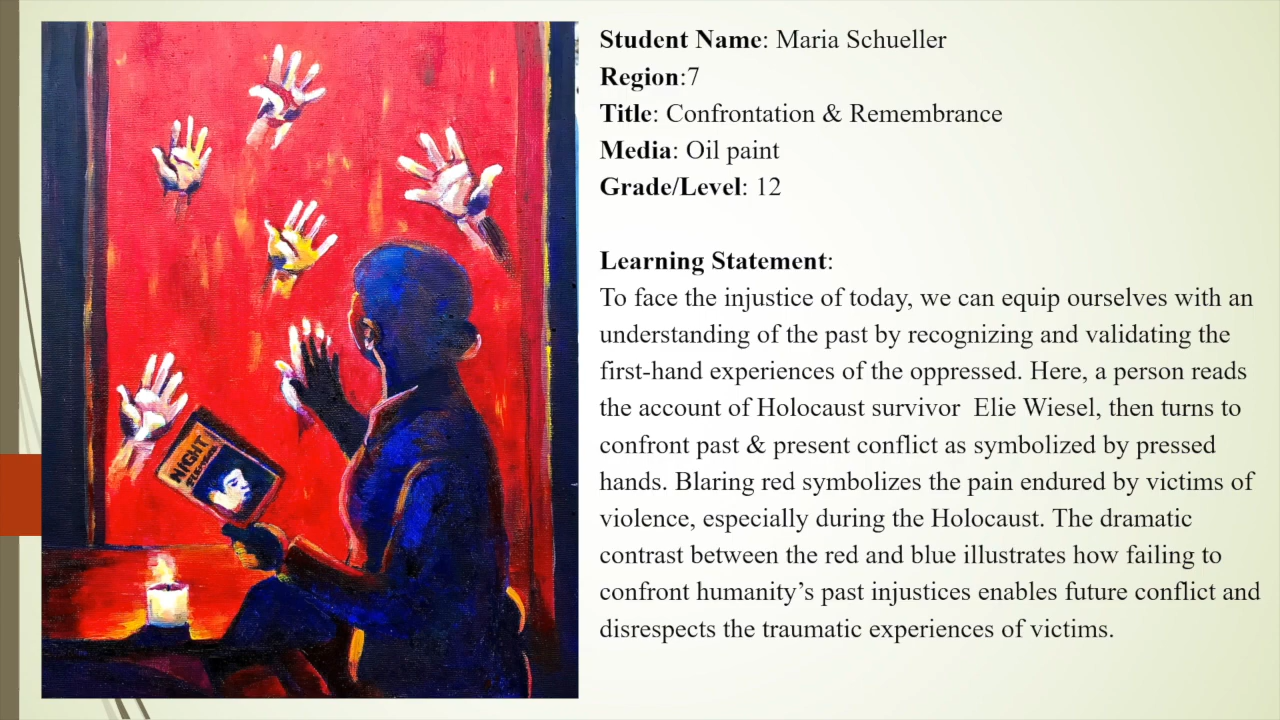 Student Name: Maria Schueller
Region:7
Title: Confrontation & Remembrance
Media: Oil paint
Grade/Level: 12
Learning Statement:
To face the injustice of today, we can equip ourselves with an
understanding of the past by recognizing and validating the
first-hand experiences of the oppressed. Here, a person reads
the account of Holocaust survivor  Elie Wiesel, then turns to
confront past & present conflict as symbolized by pressed
hands. Blaring red symbolizes the pain endured by victims of
violence, especially during the Holocaust. The dramatic
contrast between the red and blue illustrates how failing to
confront humanity’s past injustices enables future conflict and
disrespects the traumatic experiences of victims.
NIGHT